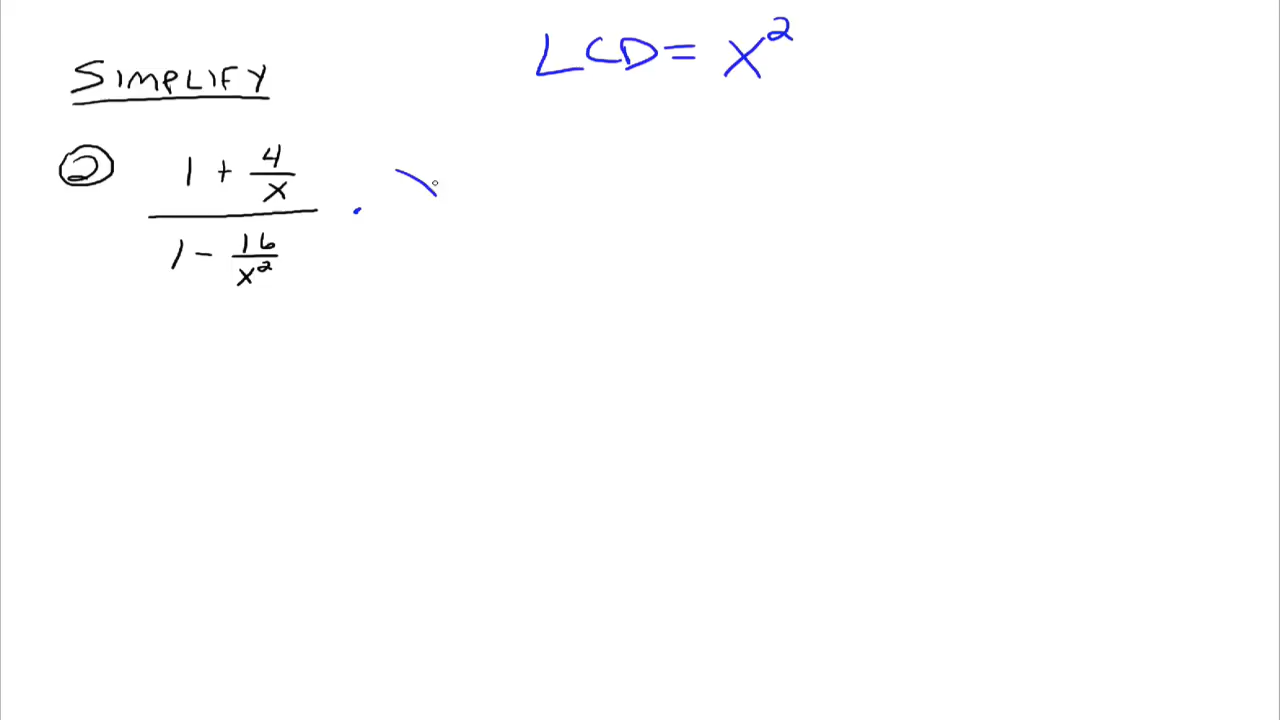 LCD = x²
SIMPLIFY
② 1 + 4/x
1 - 16/x² ·